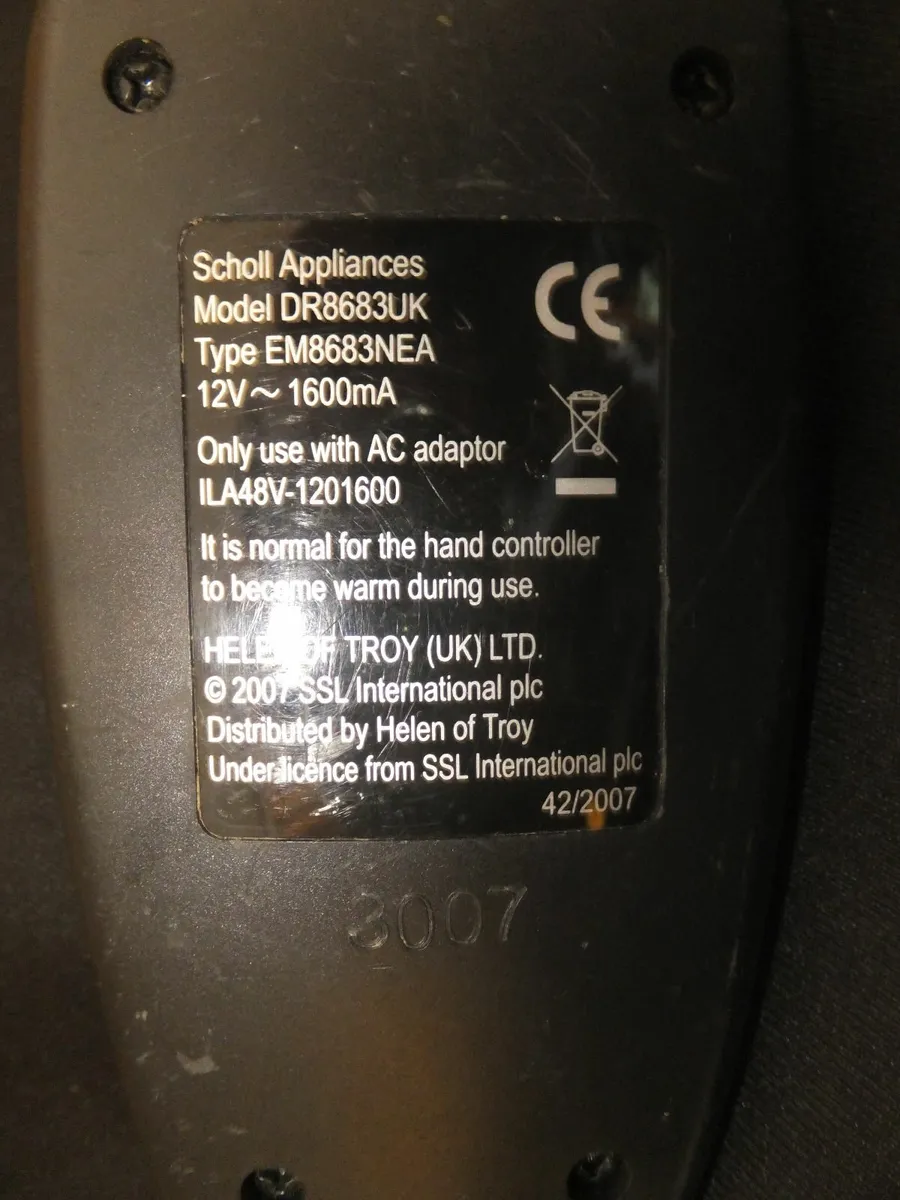 Scholl Appliances
Model DR8683UK
Type EM8683NEA
12V ~ 1600mA
CE
Only use with AC adaptor
ILA48V-1201600
It is normal for the hand controller
to become warm during use.
HELEN OF TROY (UK) LTD.
© 2007 SSL International plc
Distributed by Helen of Troy
Under licence from SSL International plc
42/2007
3007